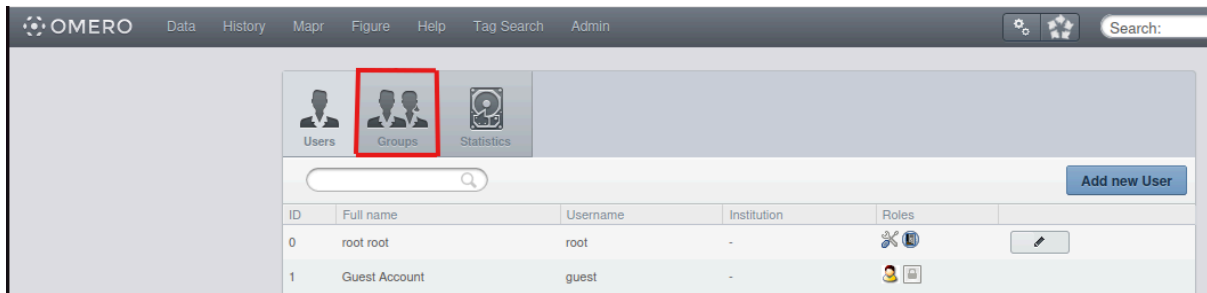 OMERO Data History Mapr Figure Help Tag Search Admin Search:
Users Groups Statistics
Add new User
ID Full name Username Institution Roles
0 root root root -
1 Guest Account guest -